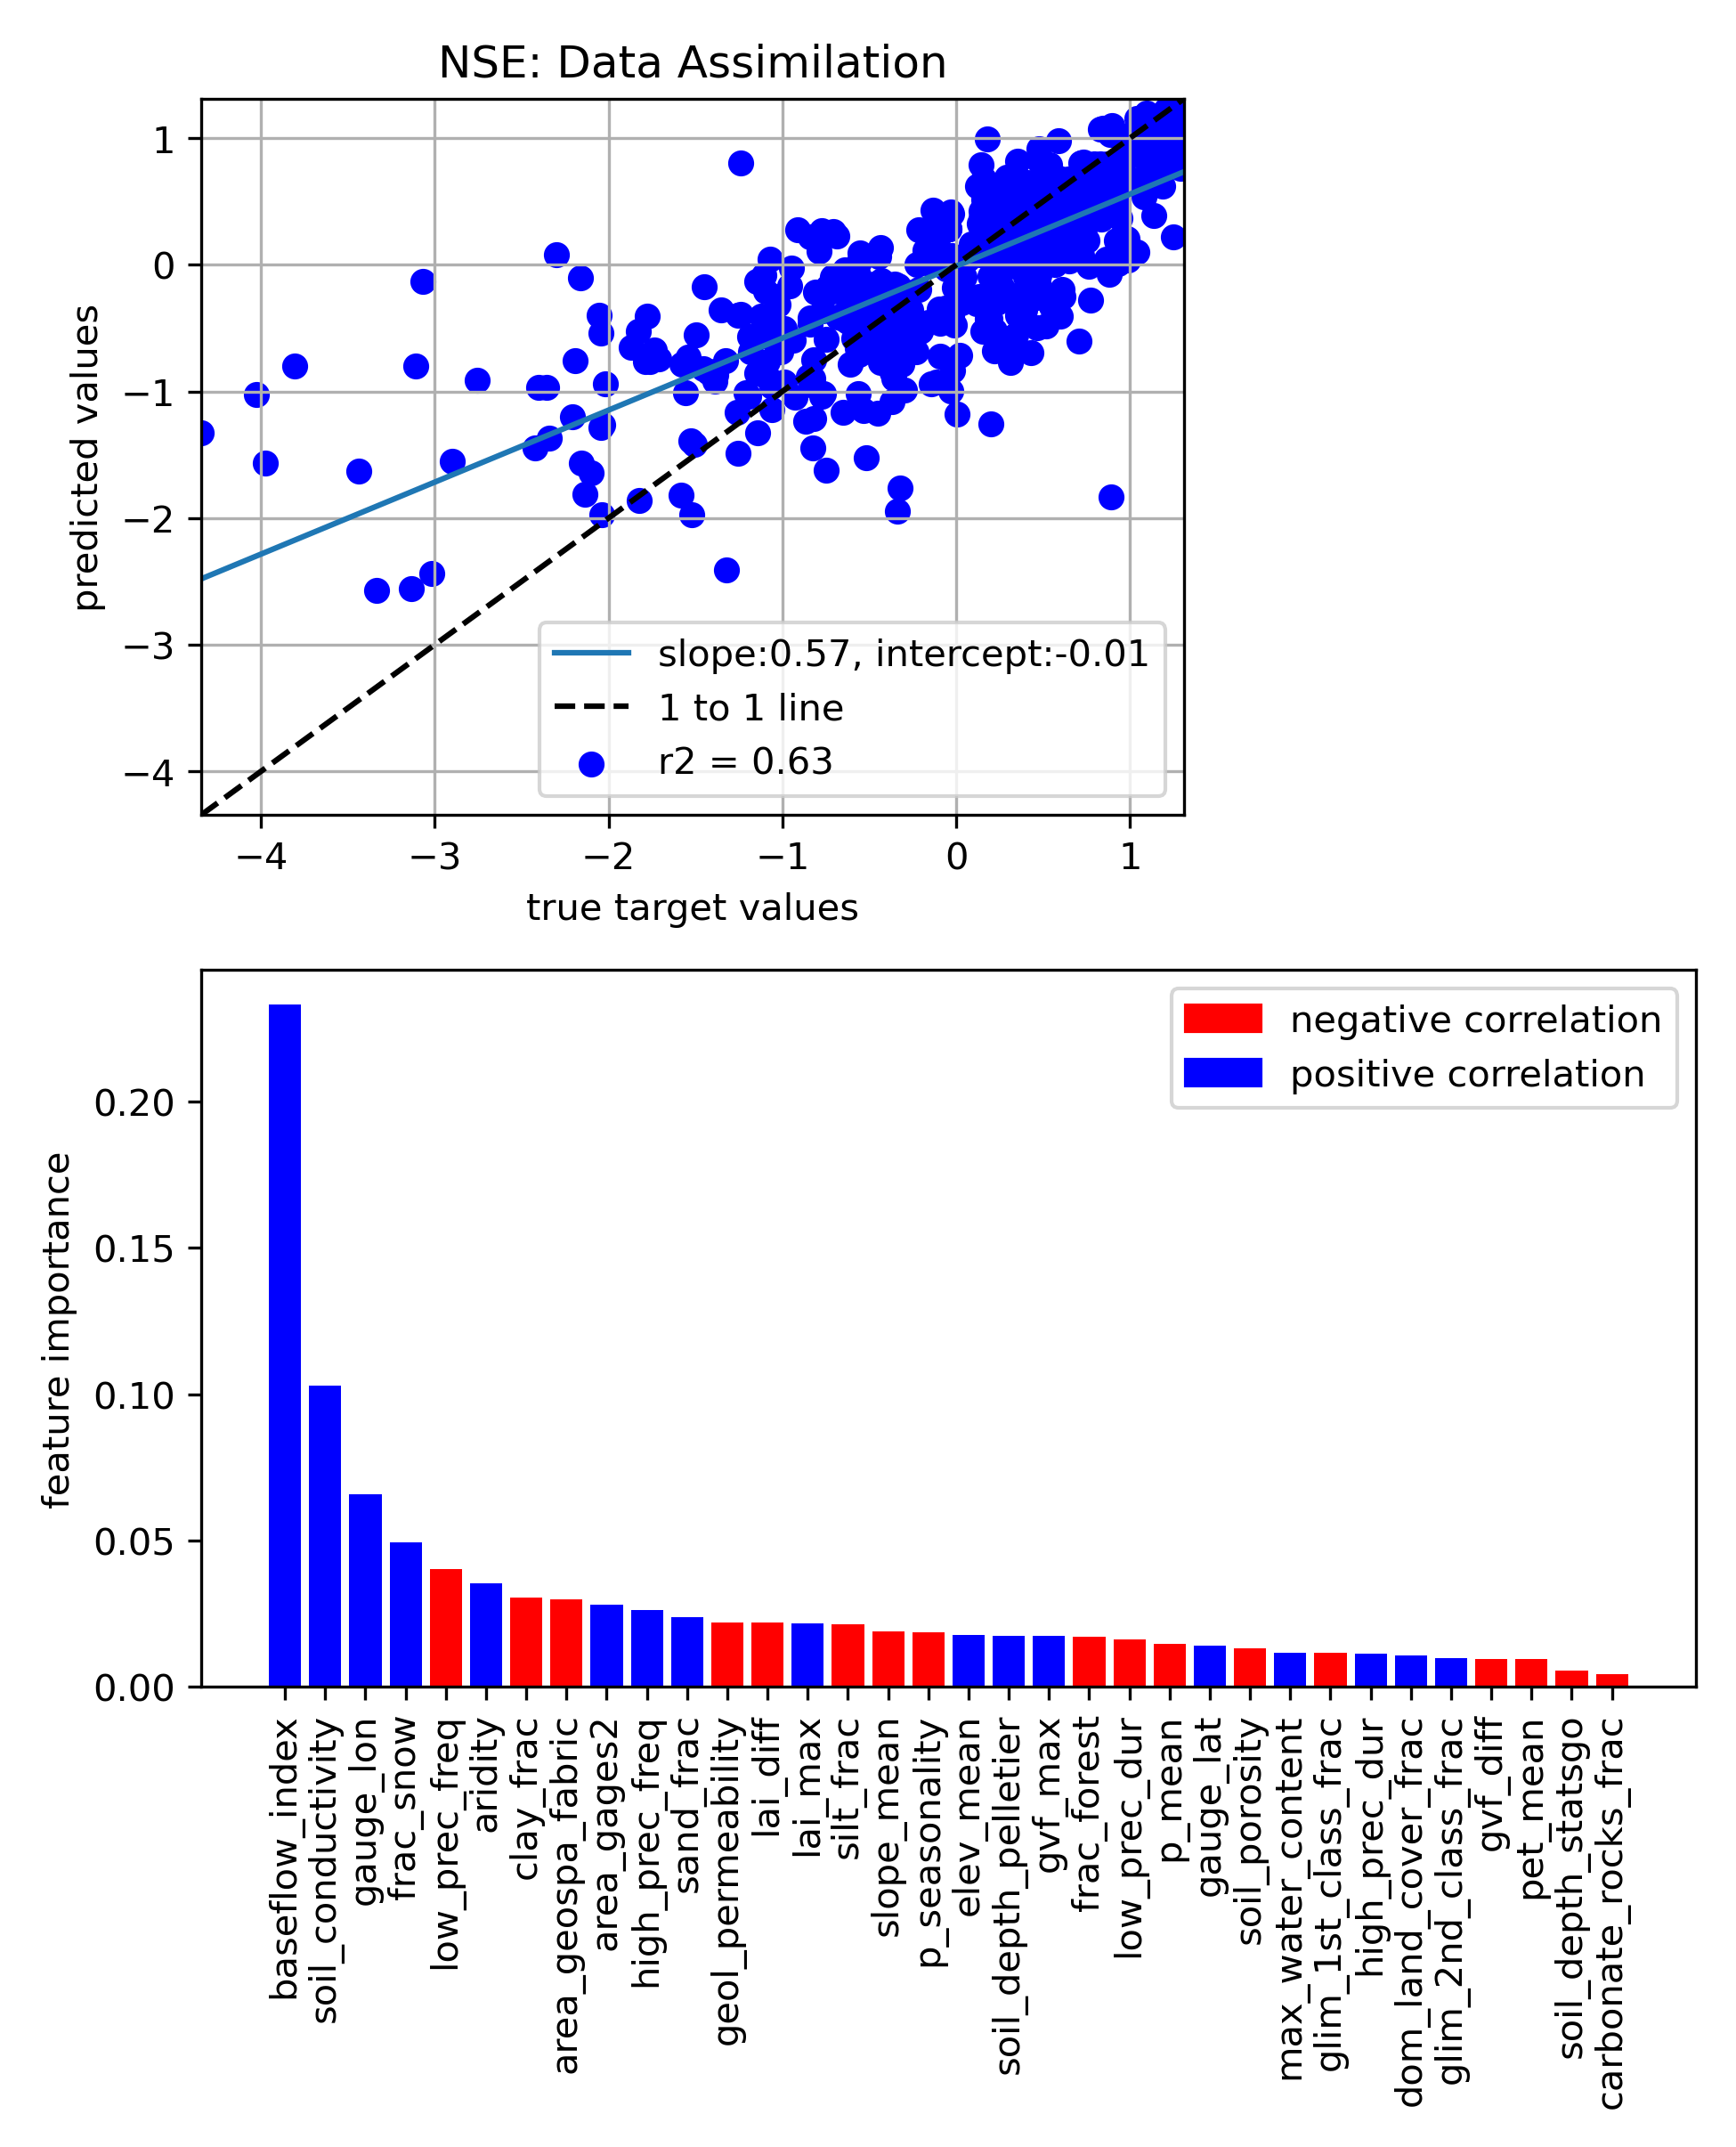 NSE: Data Assimilation
1
0
−1
−2
−3
−4
predicted values
slope:0.57, intercept:-0.01
1 to 1 line
r2 = 0.63
−4
−3
−2
−1
0
1
true target values
negative correlation
positive correlation
0.20
0.15
0.10
0.05
0.00
feature importance
baseflow_index
soil_conductivity
gauge_lon
frac_snow
low_prec_freq
aridity
clay_frac
area_geospa_fabric
area_gages2
high_prec_freq
sand_frac
geol_permeability
lai_diff
lai_max
silt_frac
slope_mean
p_seasonality
elev_mean
soil_depth_pelletier
gvf_max
frac_forest
low_prec_dur
p_mean
gauge_lat
soil_porosity
max_water_content
glim_1st_class_frac
high_prec_dur
dom_land_cover_frac
glim_2nd_class_frac
gvf_diff
pet_mean
soil_depth_statsgo
carbonate_rocks_frac